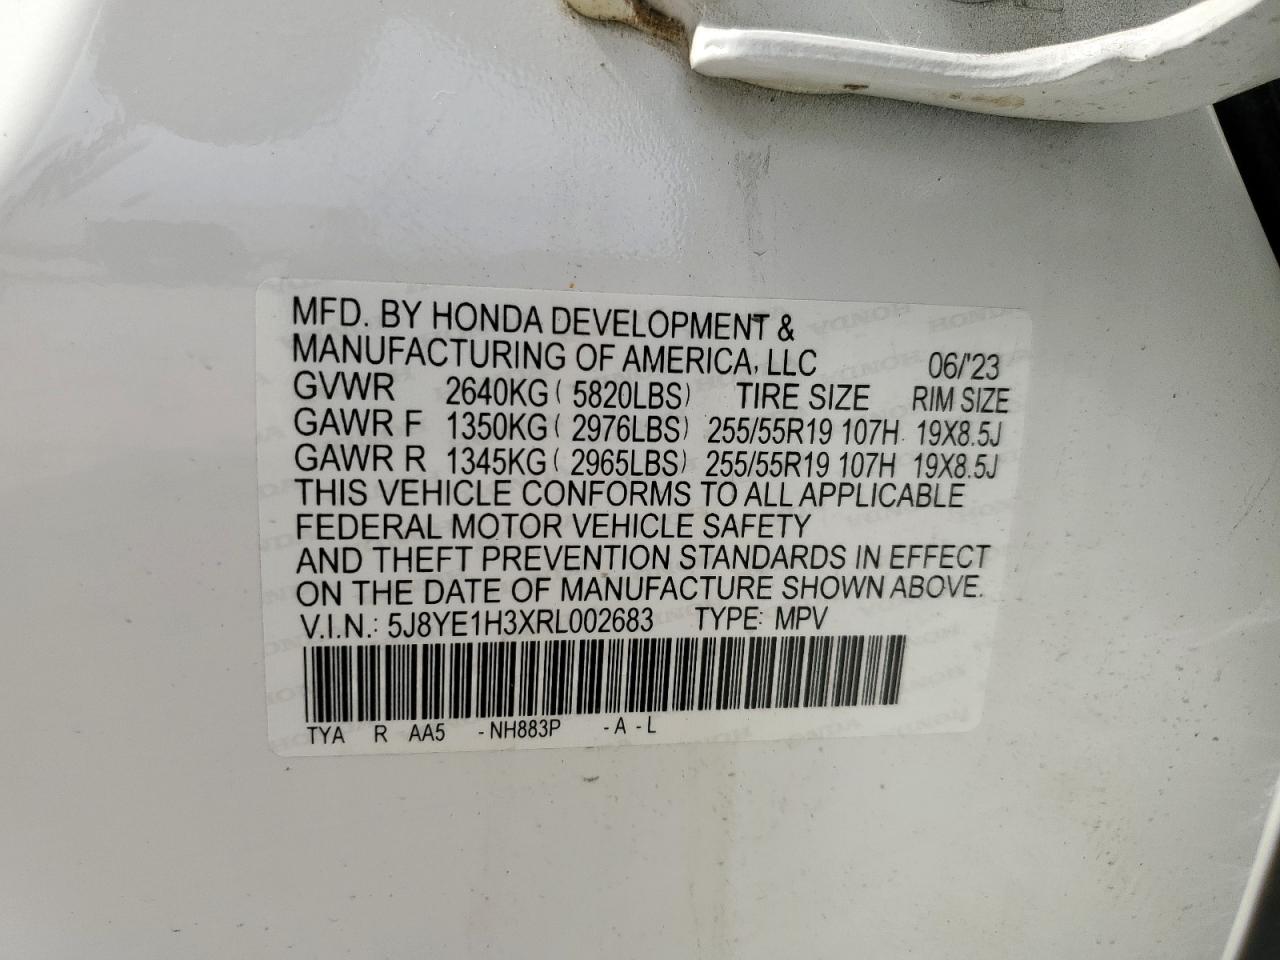 MFD. BY HONDA DEVELOPMENT &
MANUFACTURING OF AMERICA, LLC 06/'23
GVWR 2640KG ( 5820LBS) TIRE SIZE RIM SIZE
GAWR F 1350KG ( 2976LBS) 255/55R19 107H 19X8.5J
GAWR R 1345KG ( 2965LBS) 255/55R19 107H 19X8.5J
THIS VEHICLE CONFORMS TO ALL APPLICABLE
FEDERAL MOTOR VEHICLE SAFETY
AND THEFT PREVENTION STANDARDS IN EFFECT
ON THE DATE OF MANUFACTURE SHOWN ABOVE.
V.I.N.: 5J8YE1H3XRL002683 TYPE: MPV
TYA R AA5 -NH883P -A -L